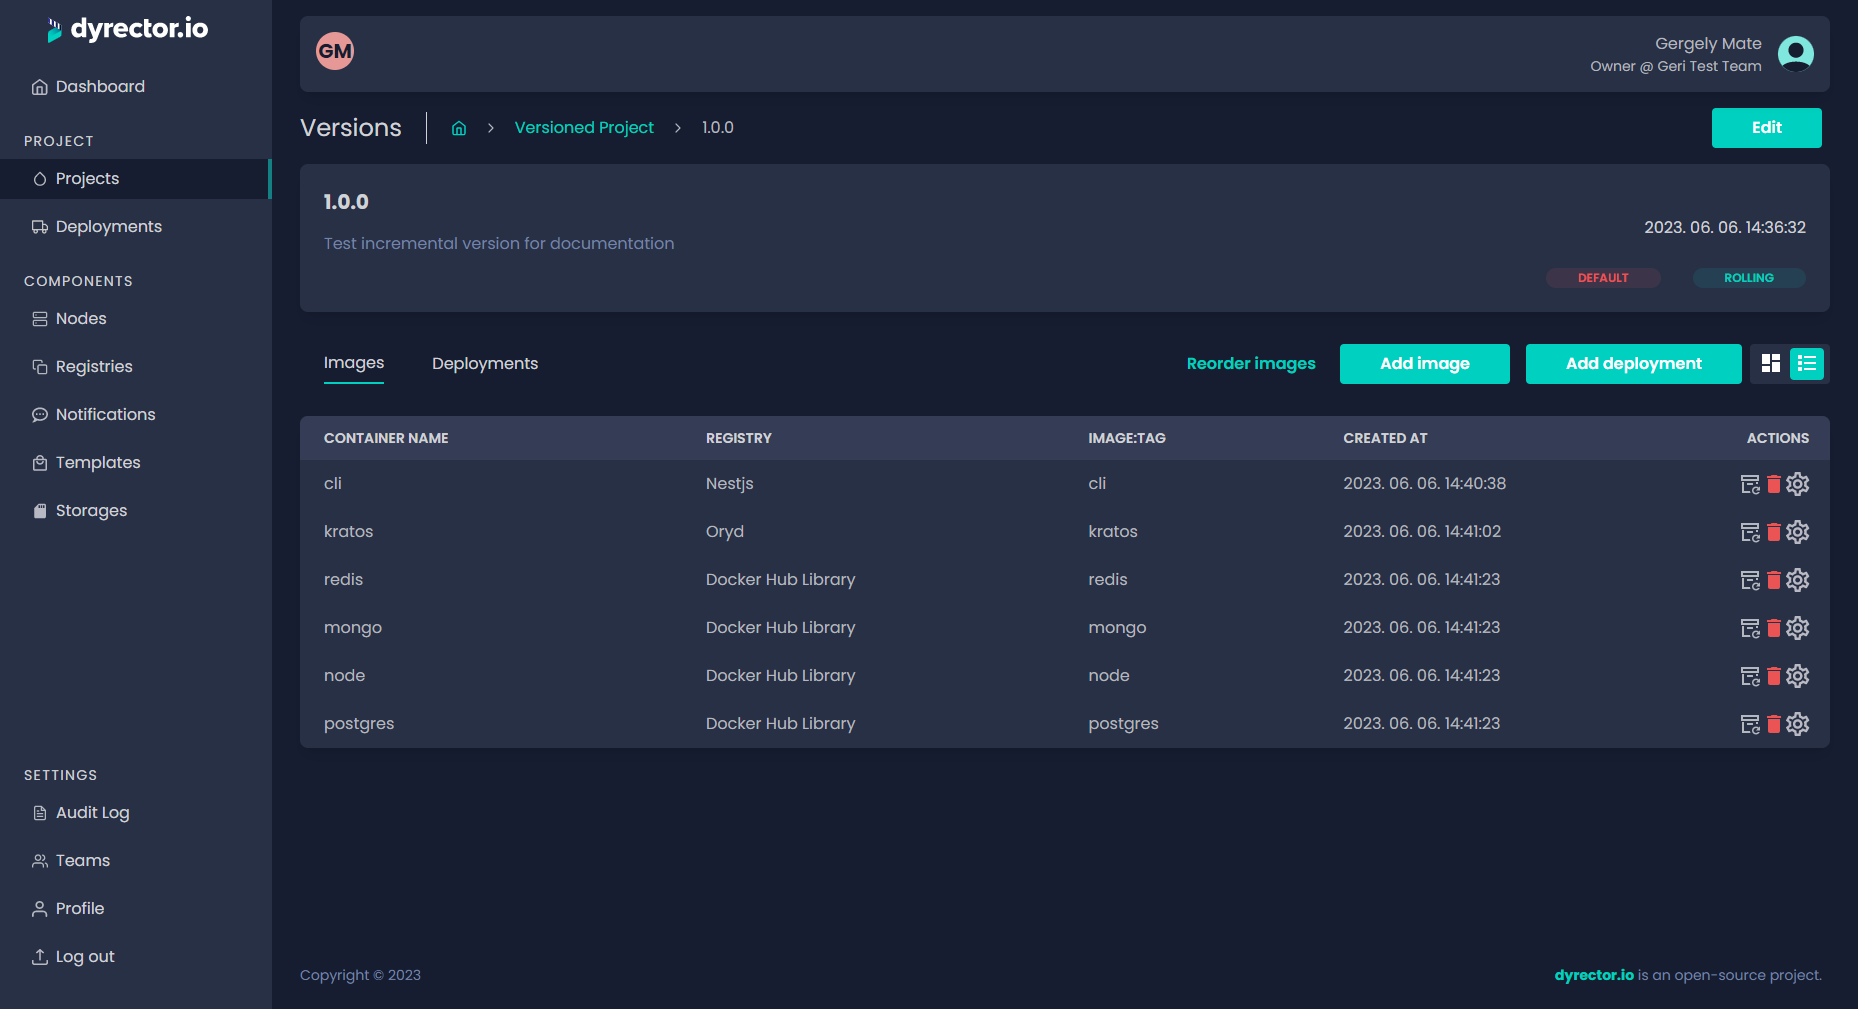 dyrector.io
Dashboard
PROJECT
Projects
Deployments
COMPONENTS
Nodes
Registries
Notifications
Templates
Storages
SETTINGS
Audit Log
Teams
Profile
Log out
GM
Gergely Mate
Owner @ Geri Test Team
Versions Versioned Project 1.0.0
Edit
1.0.0
Test incremental version for documentation
2023. 06. 06. 14:36:32
DEFAULT ROLLING
Images Deployments Reorder images Add image Add deployment
CONTAINER NAME REGISTRY IMAGE:TAG CREATED AT ACTIONS
cli Nestjs cli 2023. 06. 06. 14:40:38
kratos Oryd kratos 2023. 06. 06. 14:41:02
redis Docker Hub Library redis 2023. 06. 06. 14:41:23
mongo Docker Hub Library mongo 2023. 06. 06. 14:41:23
node Docker Hub Library node 2023. 06. 06. 14:41:23
postgres Docker Hub Library postgres 2023. 06. 06. 14:41:23
Copyright © 2023
dyrector.io is an open-source project.